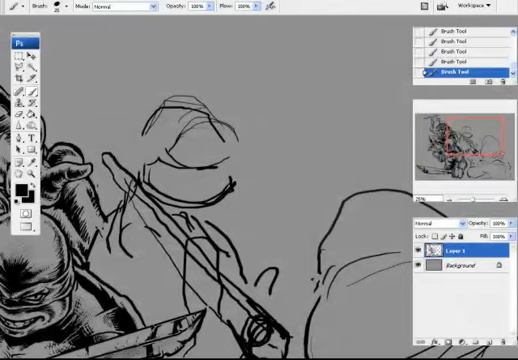 Brush: Mode: Normal Opacity: 100% Flow: 100% Workspace
Ps
Brush Tool
Brush Tool
Brush Tool
Brush Tool
Brush Tool
25%
Normal Opacity: 100%
Lock: Fill: 100%
Layer 1
Background